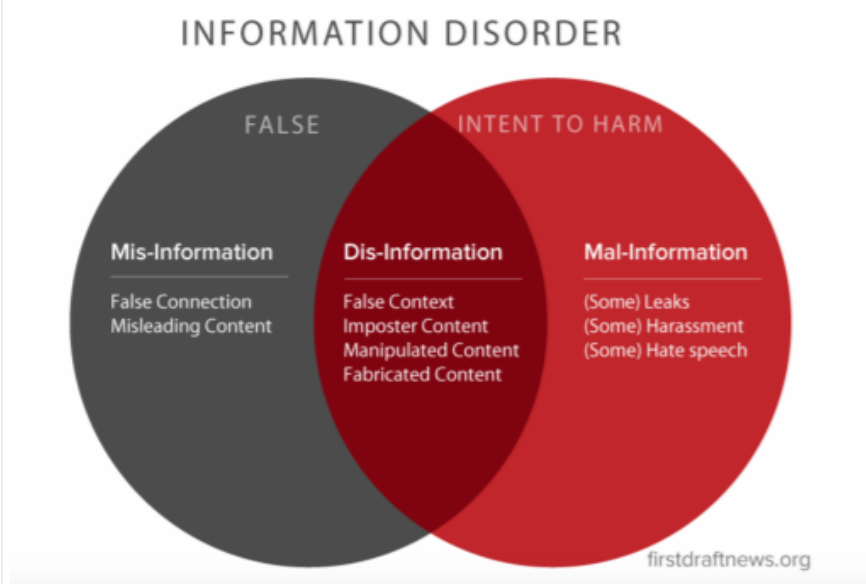 INFORMATION DISORDER
FALSE
INTENT TO HARM
Mis-Information
False Connection
Misleading Content
Dis-Information
False Context
Imposter Content
Manipulated Content
Fabricated Content
Mal-Information
(Some) Leaks
(Some) Harassment
(Some) Hate speech
firstdraftnews.org